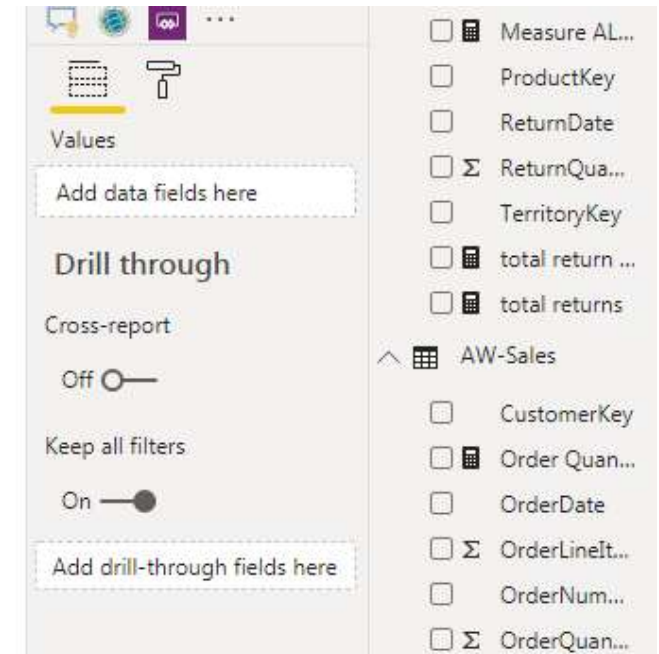 ...
Values
Add data fields here
Drill through
Cross-report
Off
Keep all filters
On
Add drill-through fields here
Measure AL...
ProductKey
ReturnDate
Σ ReturnQua...
TerritoryKey
total return ...
total returns
AW-Sales
CustomerKey
Order Quan...
OrderDate
Σ OrderLineIt...
OrderNum...
Σ OrderQuan...